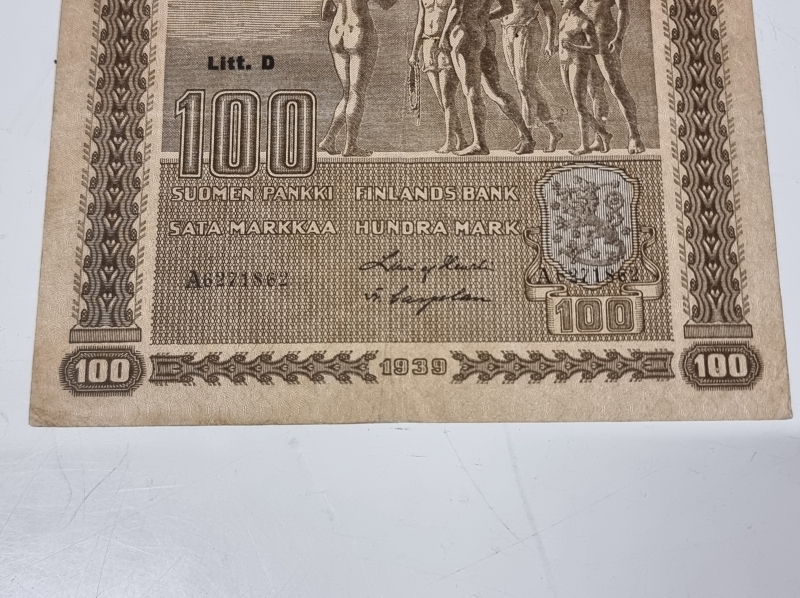 Litt. D
100
SUOMEN PANKKI FINLANDS BANK
SATA MARKKAA HUNDRA MARK
A6271862 A6271862
100
100 1939 100